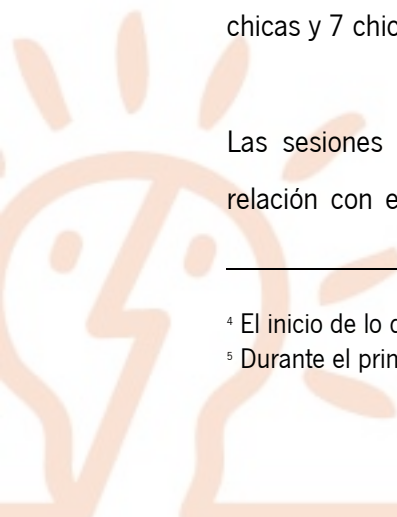 chicas y 7 chic
Las sesiones
relación con e
4 El inicio de lo
5 Durante el prin